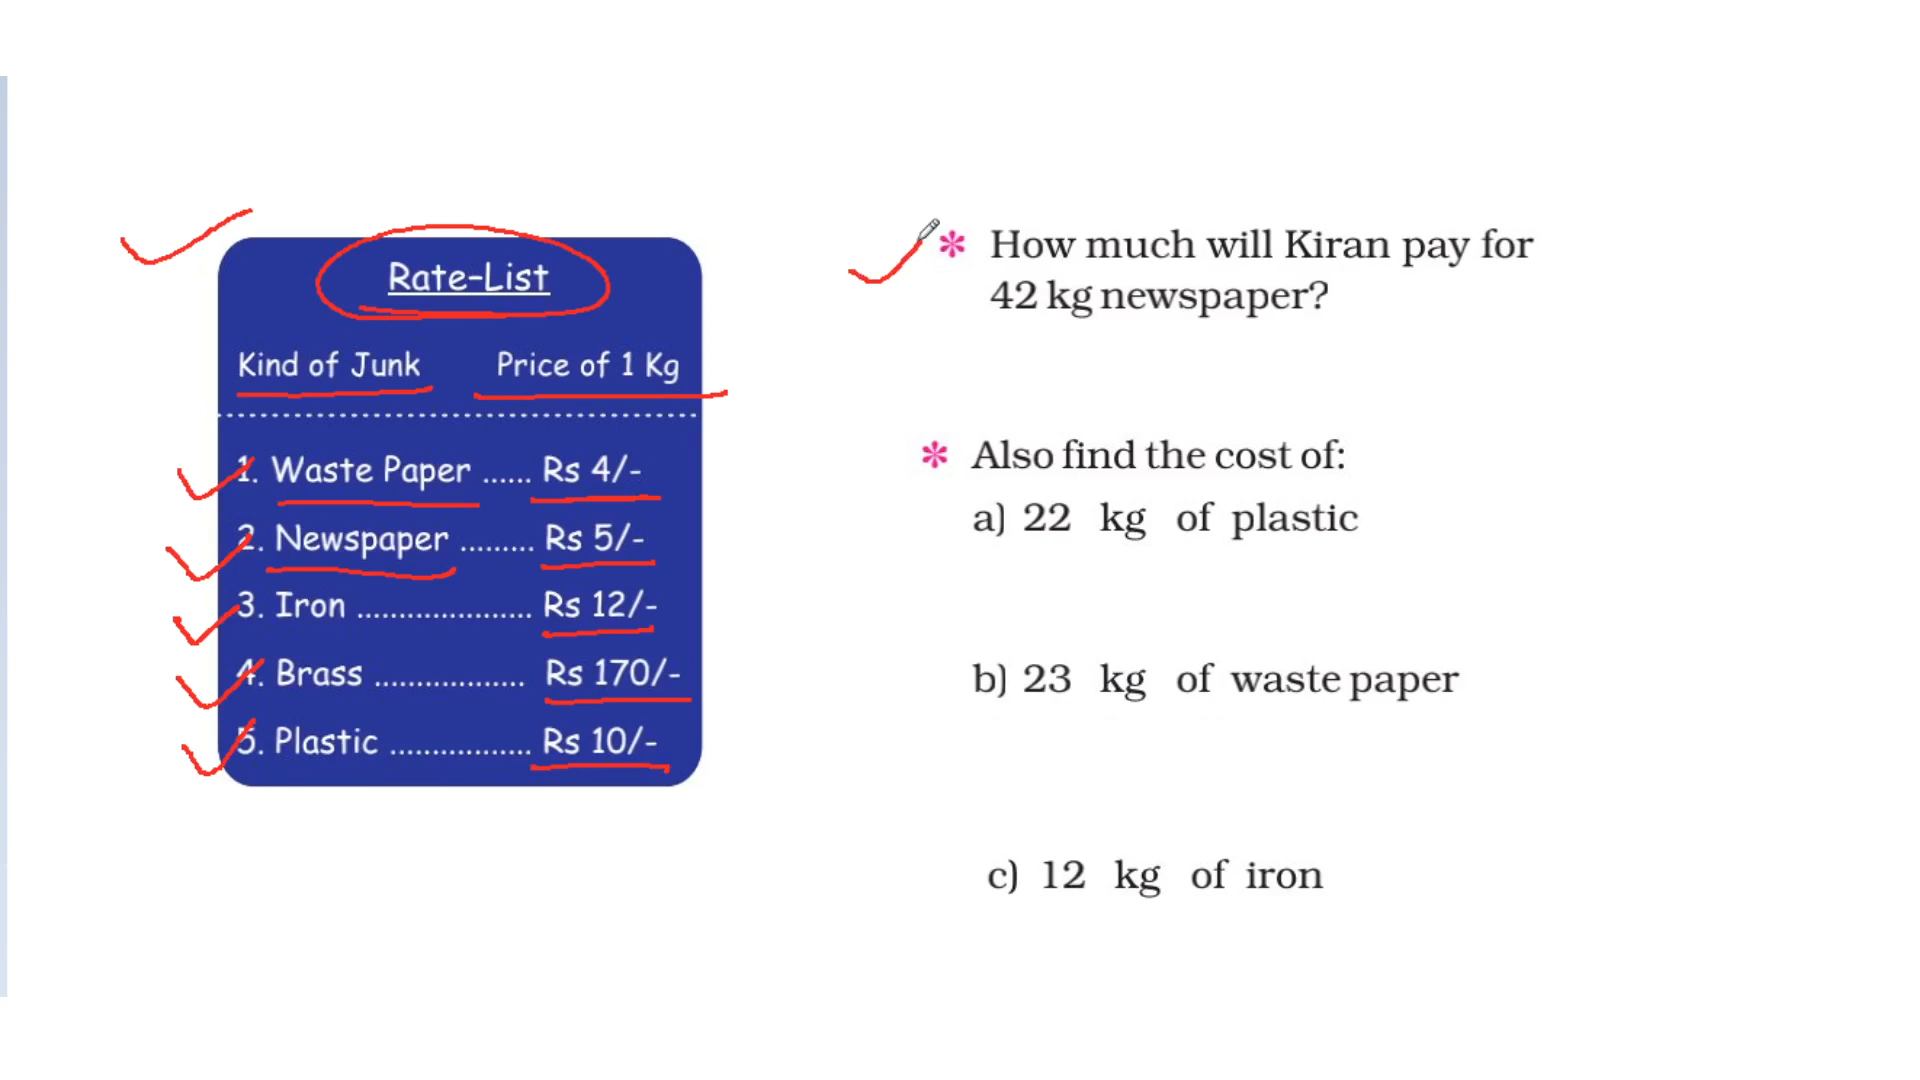 Rate-List
Kind of Junk Price of 1 Kg
1. Waste Paper ...... Rs 4/-
2. Newspaper ......... Rs 5/-
3. Iron ..................... Rs 12/-
4. Brass .................. Rs 170/-
5. Plastic ................. Rs 10/-
* How much will Kiran pay for
42 kg newspaper?
* Also find the cost of:
a) 22 kg of plastic
b) 23 kg of waste paper
c) 12 kg of iron